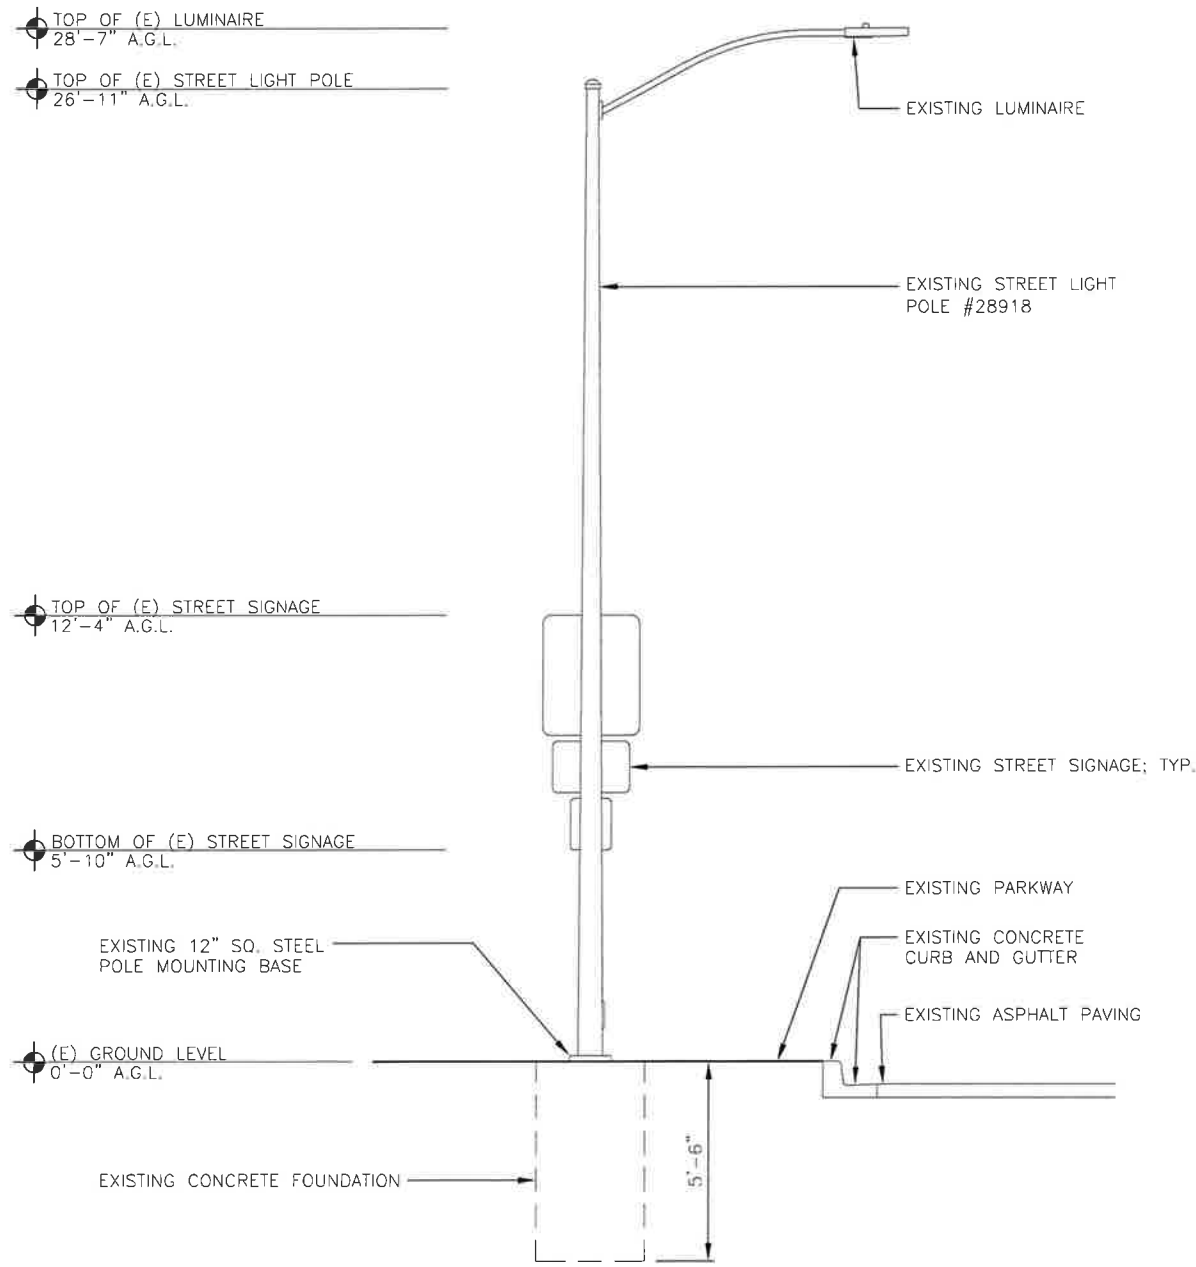 TOP OF (E) LUMINAIRE
28'-7" A.G.L.
TOP OF (E) STREET LIGHT POLE
26'-11" A.G.L.
EXISTING LUMINAIRE
EXISTING STREET LIGHT
POLE #28918
TOP OF (E) STREET SIGNAGE
12'-4" A.G.L.
EXISTING STREET SIGNAGE; TYP.
BOTTOM OF (E) STREET SIGNAGE
5'-10" A.G.L.
EXISTING PARKWAY
EXISTING 12" SQ. STEEL
POLE MOUNTING BASE
EXISTING CONCRETE
CURB AND GUTTER
EXISTING ASPHALT PAVING
(E) GROUND LEVEL
0'-0" A.G.L.
5'-6"
EXISTING CONCRETE FOUNDATION